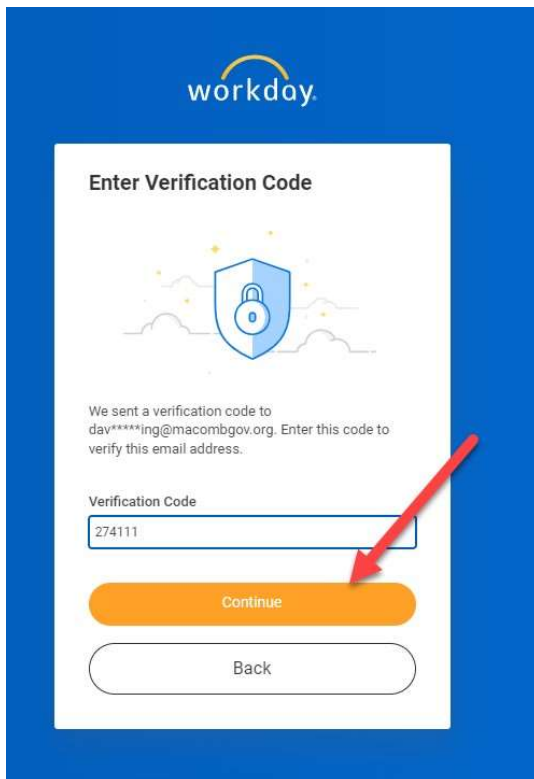 workday.
Enter Verification Code
We sent a verification code to
dav*****ing@macombgov.org. Enter this code to
verify this email address.
Verification Code
274111
Continue
Back